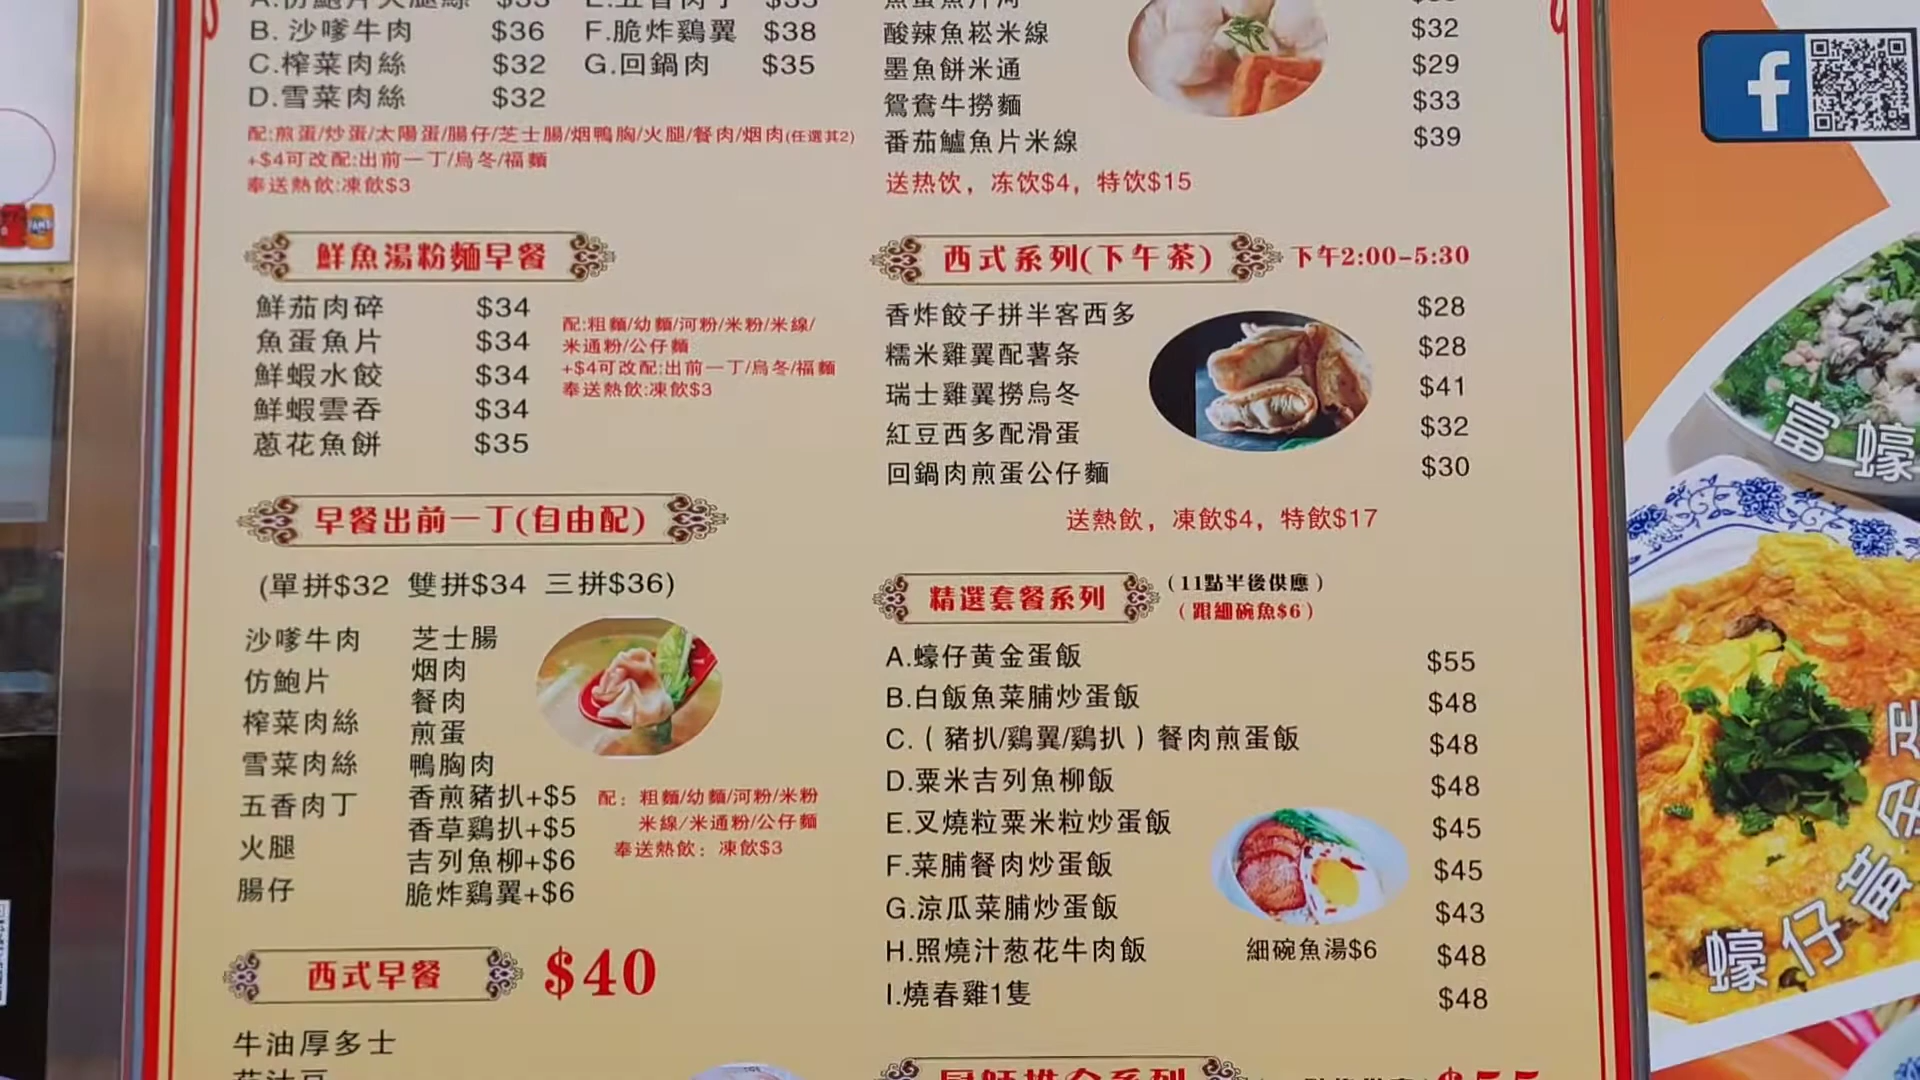 B. 沙嗲牛肉 $36 F.脆炸鷄翼 $38
C.榨菜肉絲 $32 G.回鍋肉 $35
D.雪菜肉絲 $32
配:煎蛋/炒蛋/太陽蛋/腸仔/芝士腸/烟鴨胸/火腿/餐肉/烟肉(任選其2)
+$4可改配:出前一丁/烏冬/福麵
奉送熱飲:凍飲$3
鮮魚湯粉麵早餐
鮮茄肉碎 $34
魚蛋魚片 $34
鮮蝦水餃 $34
鮮蝦雲吞 $34
蔥花魚餅 $35
配:粗麵/幼麵/河粉/米粉/米線/
米通粉/公仔麵
+$4可改配:出前一丁/烏冬/福麵
奉送熱飲:凍飲$3
早餐出前一丁(自由配)
(單拼$32 雙拼$34 三拼$36)
沙嗲牛肉
仿鮑片
榨菜肉絲
雪菜肉絲
五香肉丁
火腿
腸仔
芝士腸
烟肉
餐肉
煎蛋
鴨胸肉
香煎豬扒+$5
香草鷄扒+$5
吉列魚柳+$6
脆炸鷄翼+$6
配：粗麵/幼麵/河粉/米粉
米線/米通粉/公仔麵
奉送熱飲：凍飲$3
西式早餐 $40
牛油厚多士
酸辣魚崧米線 $32
墨魚餅米通 $29
鴛鴦牛撈麵 $33
番茄鱸魚片米線 $39
送热饮，冻饮$4，特饮$15
西式系列(下午茶) 下午2:00-5:30
香炸餃子拼半客西多 $28
糯米雞翼配薯条 $28
瑞士雞翼撈烏冬 $41
紅豆西多配滑蛋 $32
回鍋肉煎蛋公仔麵 $30
送熱飲，凍飲$4，特飲$17
精選套餐系列 (11點半後供應)
(跟細碗魚$6)
A.蠔仔黄金蛋飯 $55
B.白飯魚菜脯炒蛋飯 $48
C.(豬扒/鷄翼/鷄扒)餐肉煎蛋飯 $48
D.粟米吉列魚柳飯 $48
E.叉燒粒粟米粒炒蛋飯 $45
F.菜脯餐肉炒蛋飯 $45
G.涼瓜菜脯炒蛋飯 $43
H.照燒汁葱花牛肉飯 $48
I.燒春雞1隻 $48
細碗魚湯$6
f
富蠔
蠔仔黃金